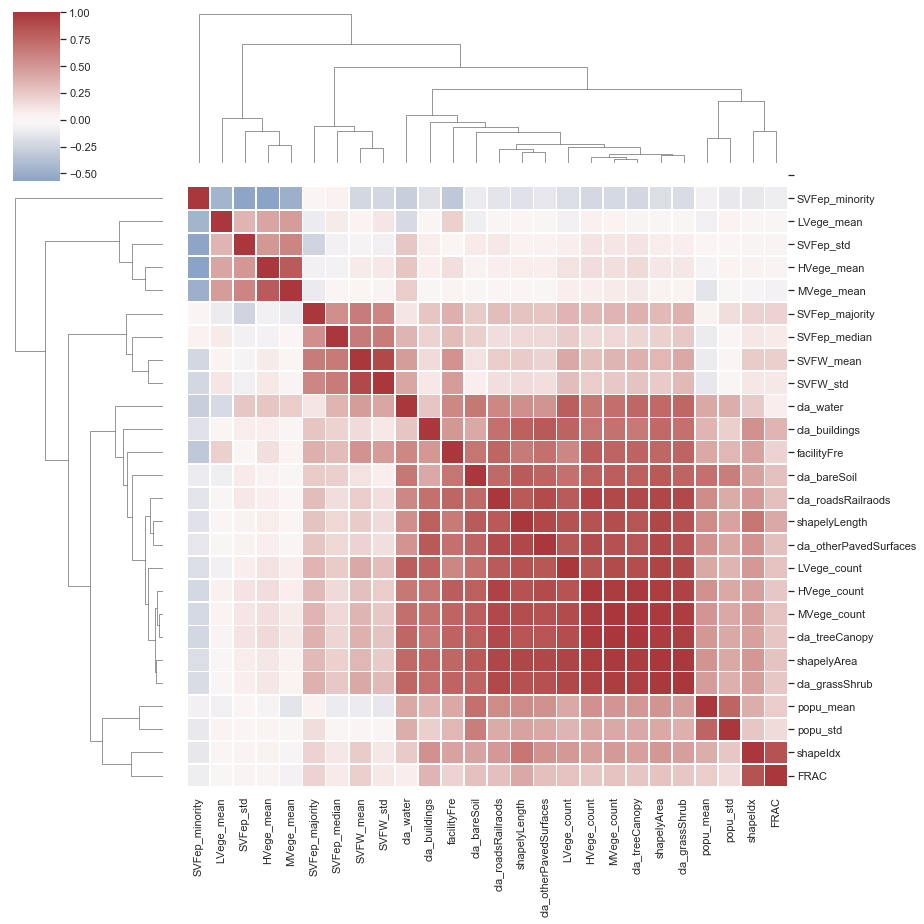 1.00
0.75
0.50
0.25
0.00
−0.25
−0.50
SVFep_minority
LVege_mean
SVFep_std
HVege_mean
MVege_mean
SVFep_majority
SVFep_median
SVFW_mean
SVFW_std
cla_water
cla_buildings
facilityFre
cla_bareSoil
cla_roadsRailraods
shapelyLength
cla_otherPavedSurfaces
LVege_count
HVege_count
MVege_count
cla_treeCanopy
shapelyArea
cla_grassShrub
popu_mean
popu_std
shapeIdx
FRAC
SVFep_minority
LVege_mean
SVFep_std
HVege_mean
MVege_mean
SVFep_majority
SVFep_median
SVFW_mean
SVFW_std
cla_water
cla_buildings
facilityFre
cla_bareSoil
cla_roadsRailraods
shapelyLength
cla_otherPavedSurfaces
LVege_count
HVege_count
MVege_count
cla_treeCanopy
shapelyArea
cla_grassShrub
popu_mean
popu_std
shapeIdx
FRAC